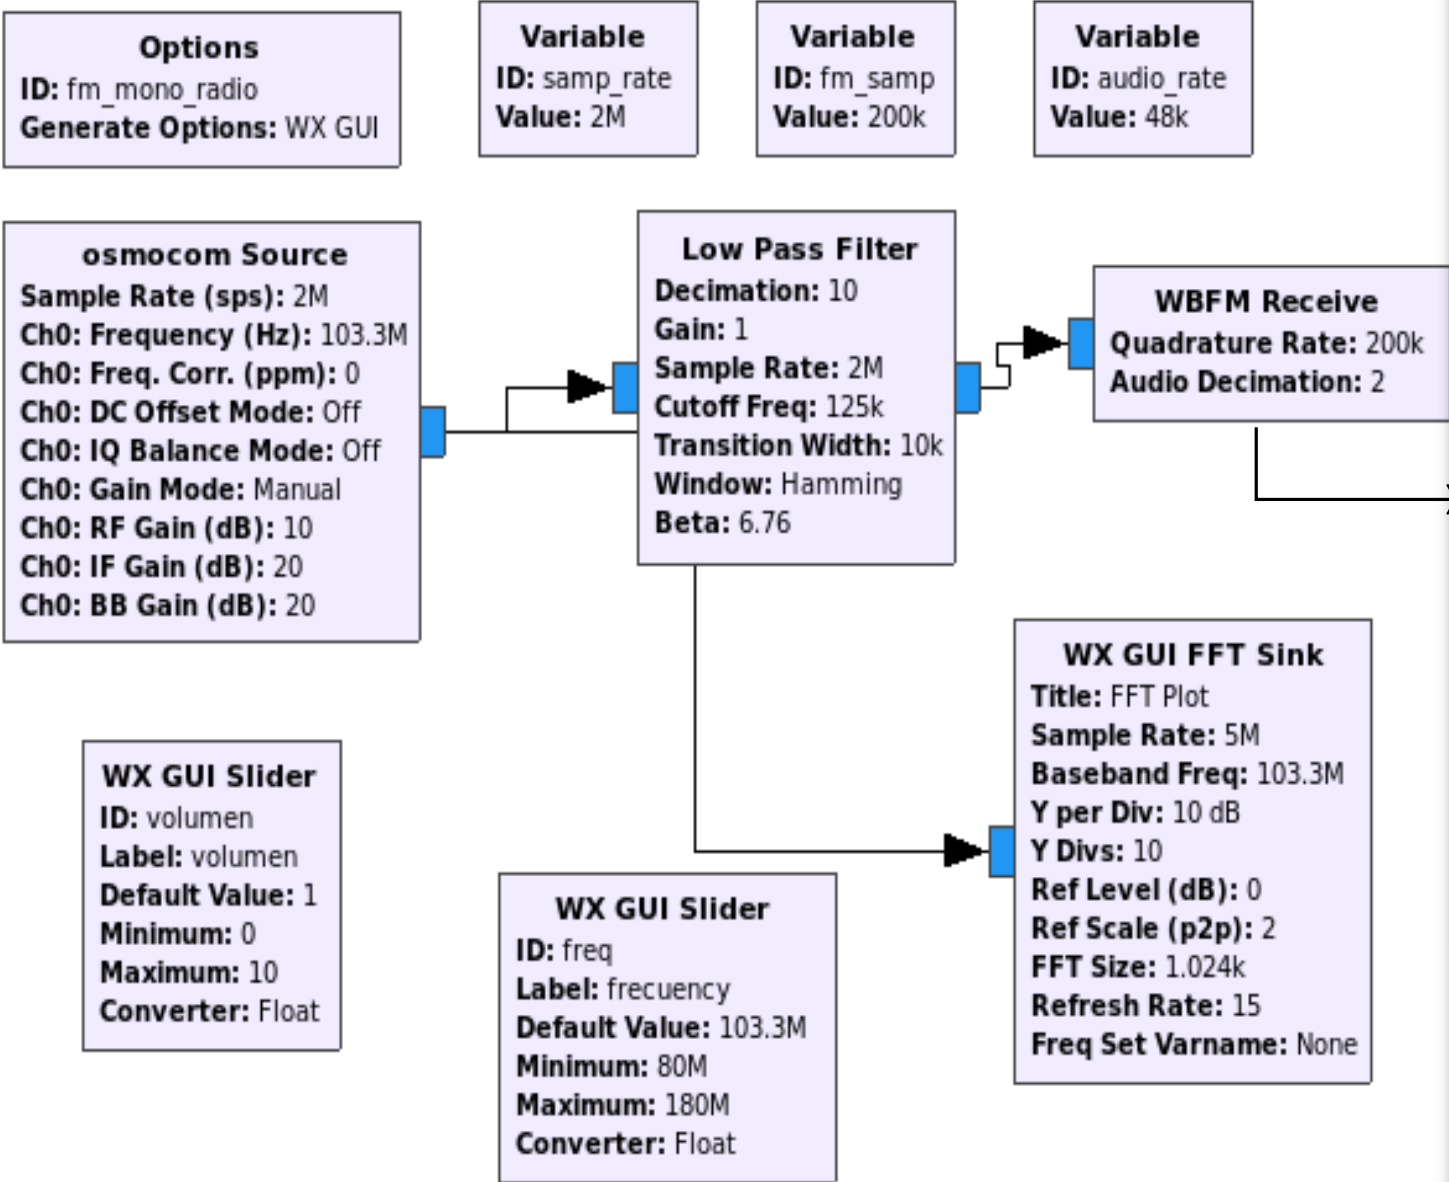 Options
ID: fm_mono_radio
Generate Options: WX GUI
Variable
ID: samp_rate
Value: 2M
Variable
ID: fm_samp
Value: 200k
Variable
ID: audio_rate
Value: 48k
osmocom Source
Sample Rate (sps): 2M
Ch0: Frequency (Hz): 103.3M
Ch0: Freq. Corr. (ppm): 0
Ch0: DC Offset Mode: Off
Ch0: IQ Balance Mode: Off
Ch0: Gain Mode: Manual
Ch0: RF Gain (dB): 10
Ch0: IF Gain (dB): 20
Ch0: BB Gain (dB): 20
Low Pass Filter
Decimation: 10
Gain: 1
Sample Rate: 2M
Cutoff Freq: 125k
Transition Width: 10k
Window: Hamming
Beta: 6.76
WBFM Receive
Quadrature Rate: 200k
Audio Decimation: 2
WX GUI Slider
ID: volumen
Label: volumen
Default Value: 1
Minimum: 0
Maximum: 10
Converter: Float
WX GUI Slider
ID: freq
Label: frecuency
Default Value: 103.3M
Minimum: 80M
Maximum: 180M
Converter: Float
WX GUI FFT Sink
Title: FFT Plot
Sample Rate: 5M
Baseband Freq: 103.3M
Y per Div: 10 dB
Y Divs: 10
Ref Level (dB): 0
Ref Scale (p2p): 2
FFT Size: 1.024k
Refresh Rate: 15
Freq Set Varname: None